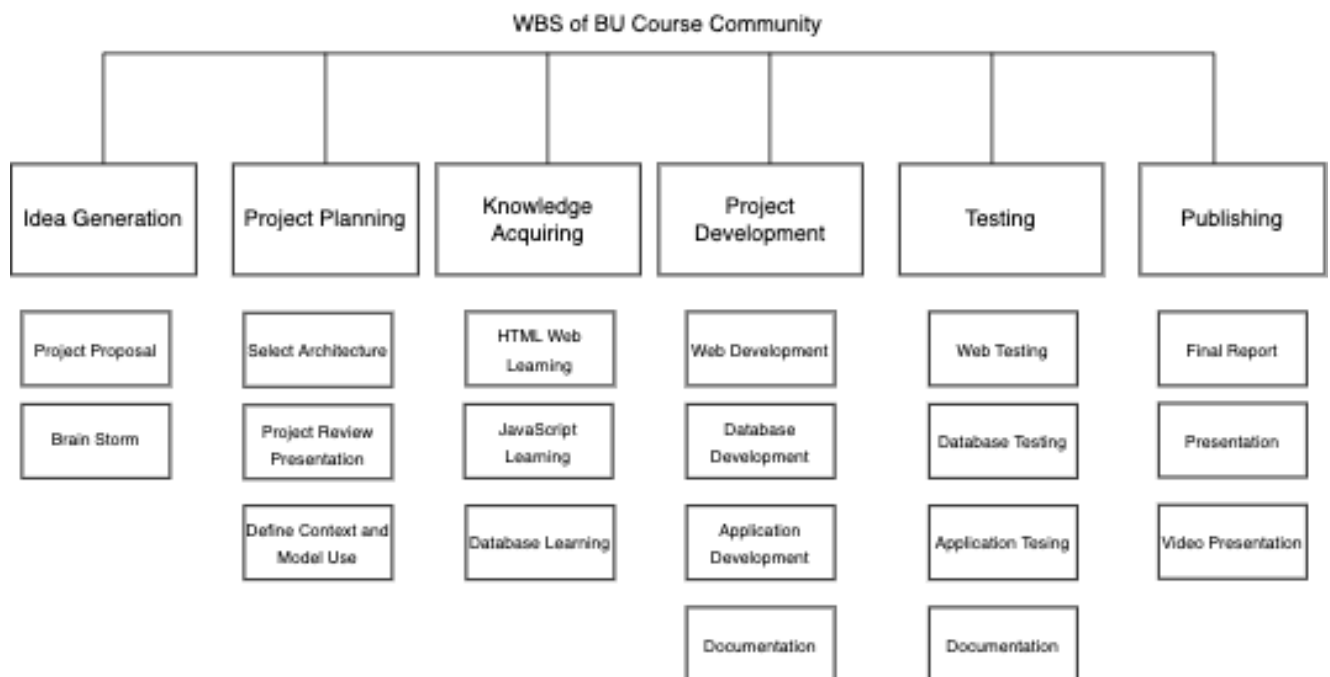 WBS of BU Course Community
Idea Generation
Project Planning
Knowledge
Acquiring
Project
Development
Testing
Publishing
Project Proposal
Select Architecture
HTML Web
Learning
Web Development
Web Testing
Final Report
Brain Storm
Project Review
Presentation
JavaScript
Learning
Database
Development
Database Testing
Presentation
Define Context and
Model Use
Database Learning
Application
Development
Application Tesing
Video Presentation
Documentation
Documentation